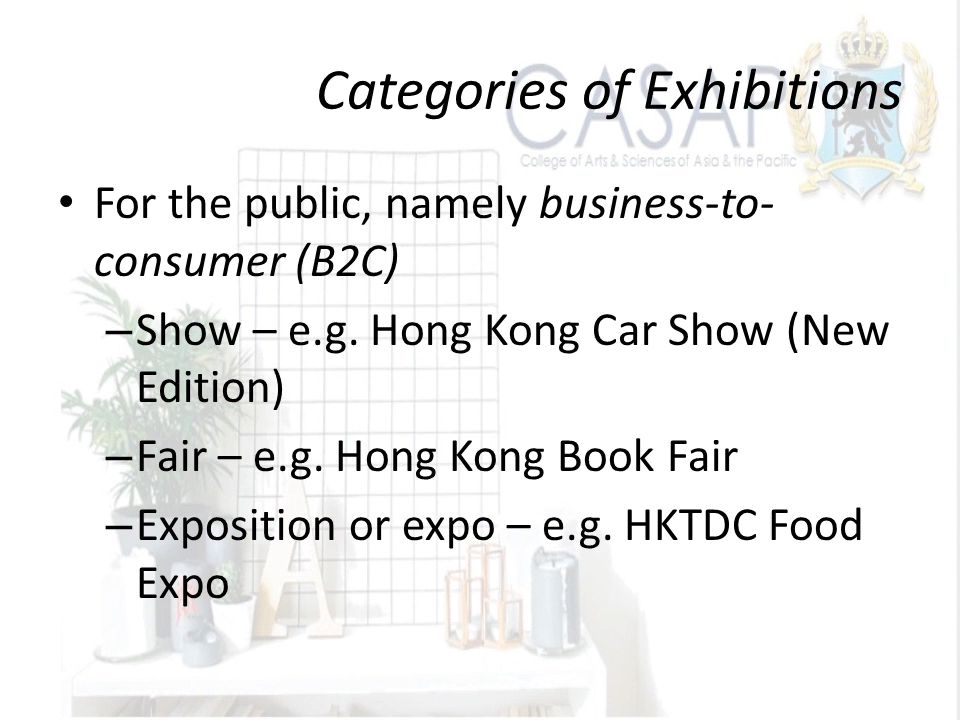 Categories of Exhibitions
CASAP
College of Arts & Sciences of Asia & the Pacific
• For the public, namely business-to-
consumer (B2C)
– Show – e.g. Hong Kong Car Show (New
Edition)
– Fair – e.g. Hong Kong Book Fair
– Exposition or expo – e.g. HKTDC Food
Expo
A